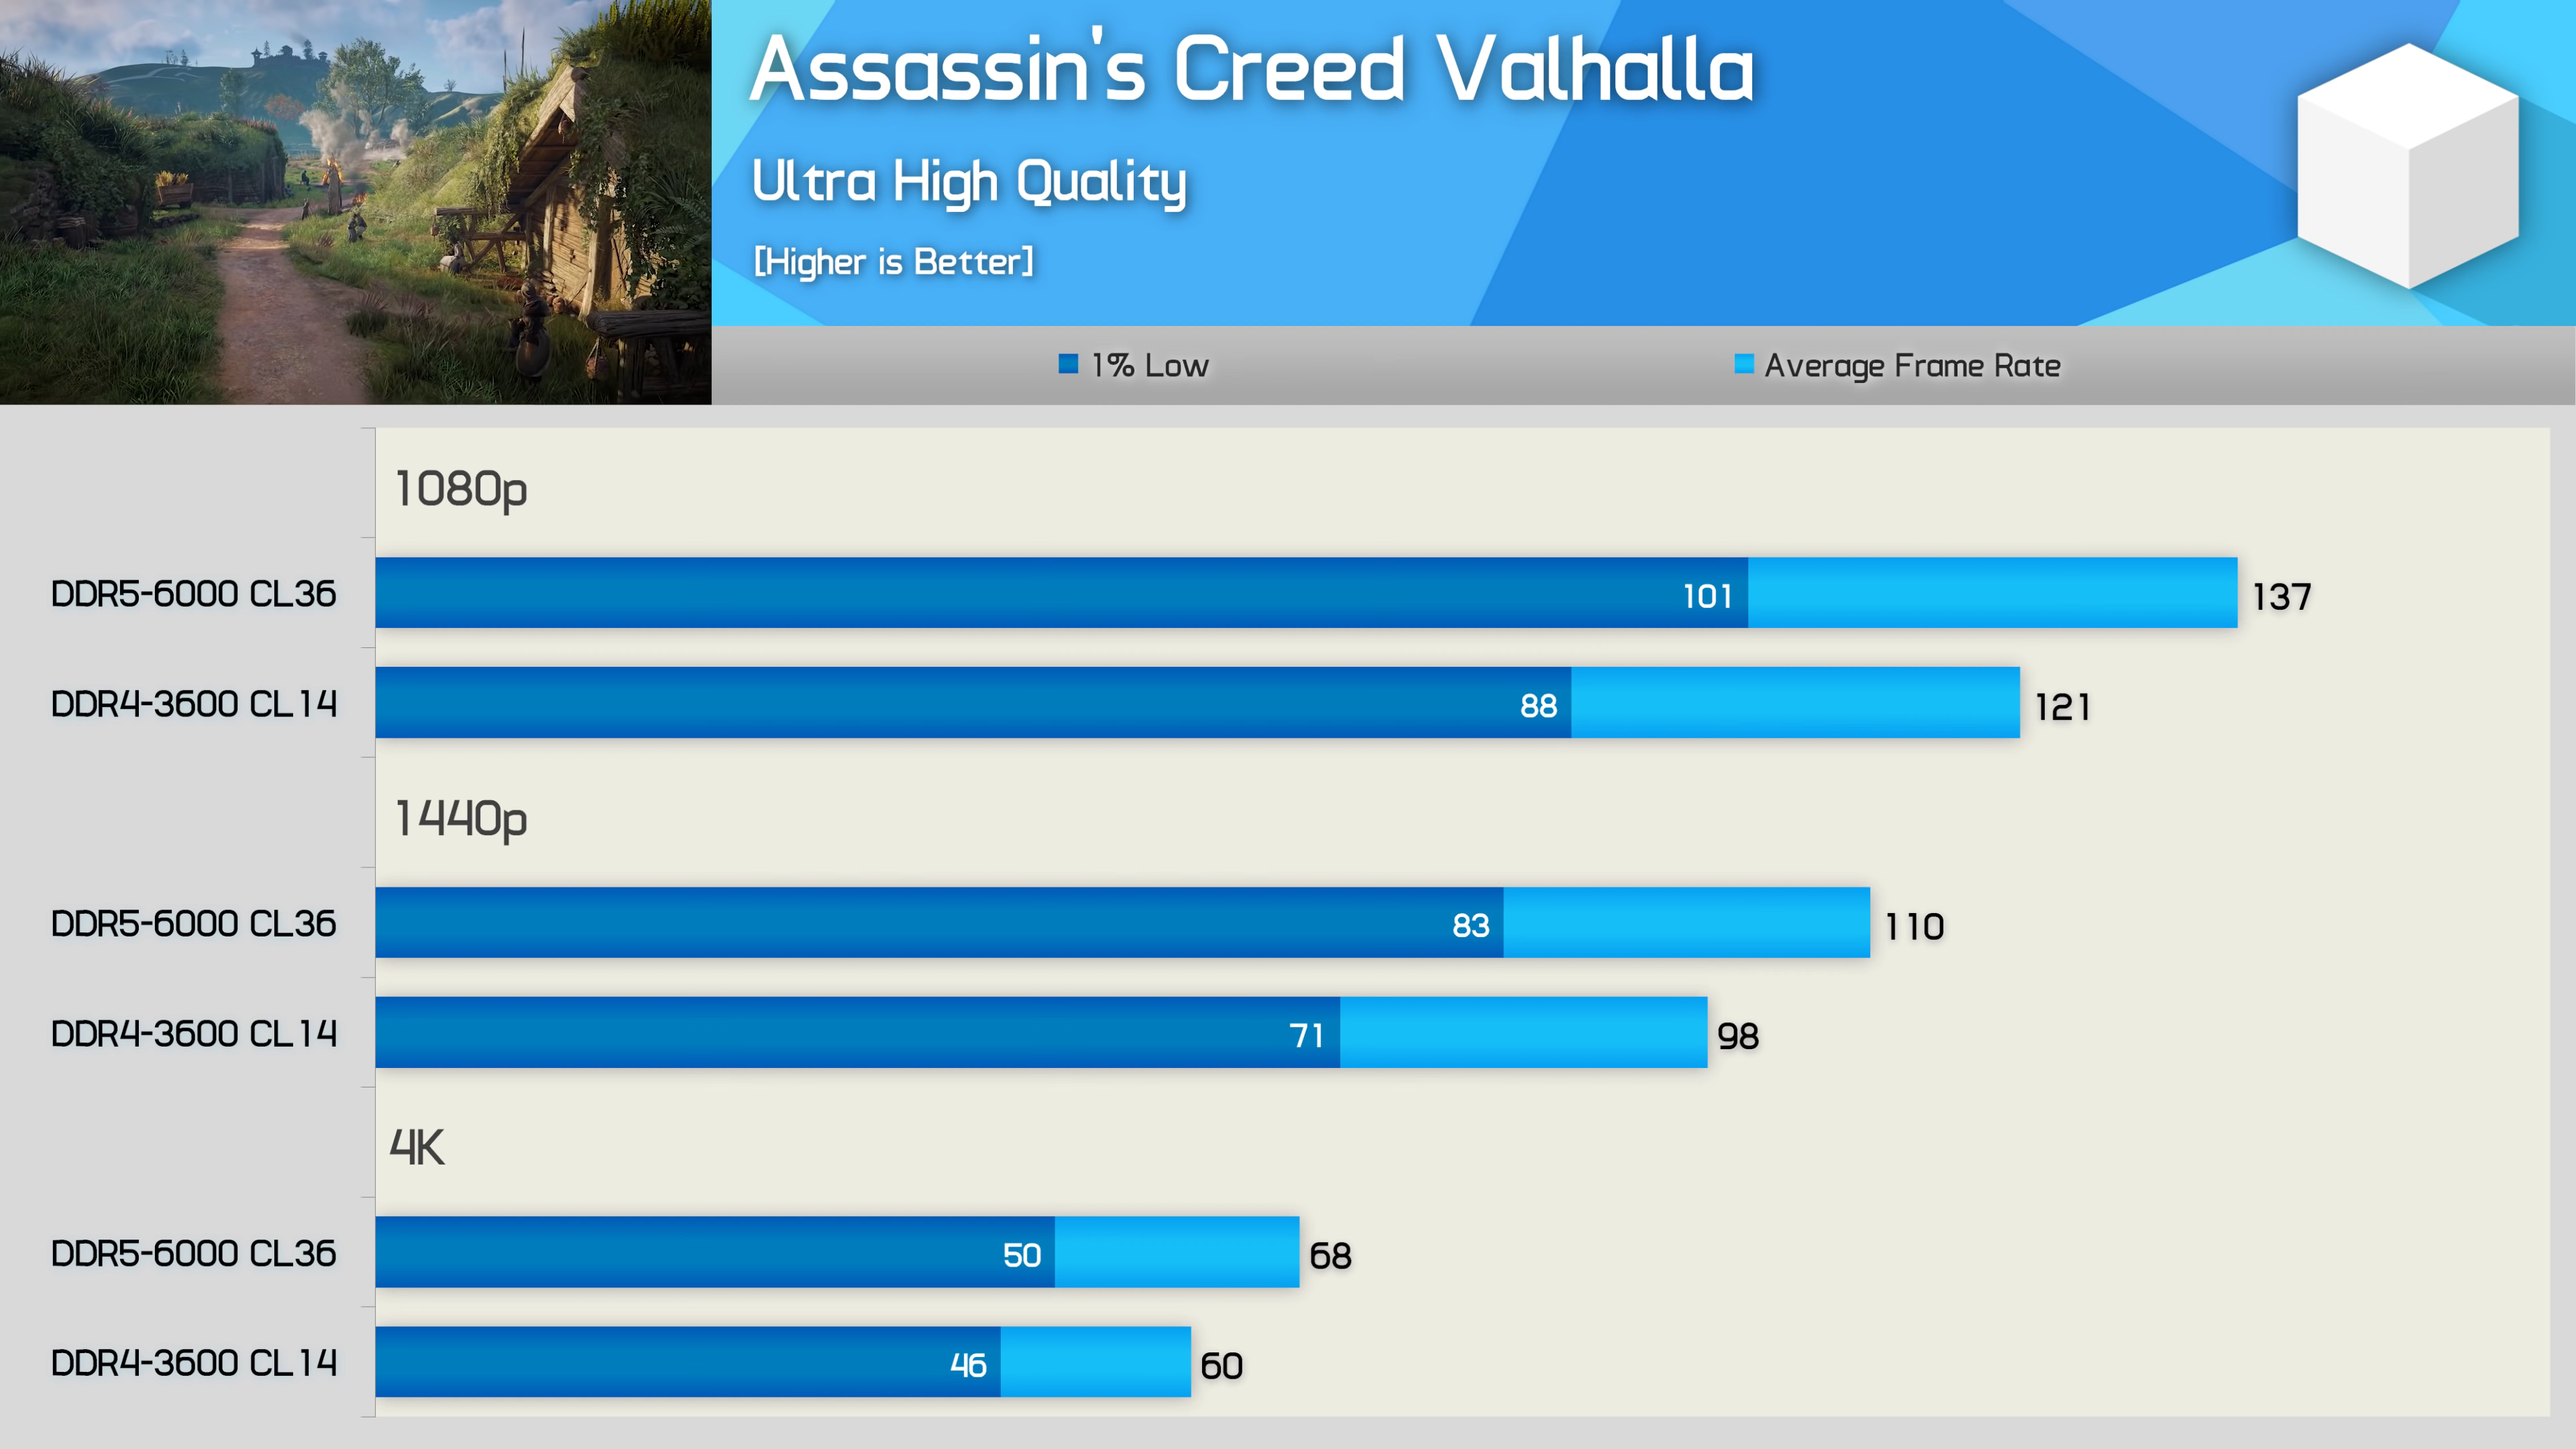 Assassin's Creed Valhalla
Ultra High Quality
[Higher is Better]
1% Low
Average Frame Rate
1080p
DDR5-6000 CL36 101 137
DDR4-3600 CL14 88 121
1440p
DDR5-6000 CL36 83 110
DDR4-3600 CL14 71 98
4K
DDR5-6000 CL36 50 68
DDR4-3600 CL14 46 60